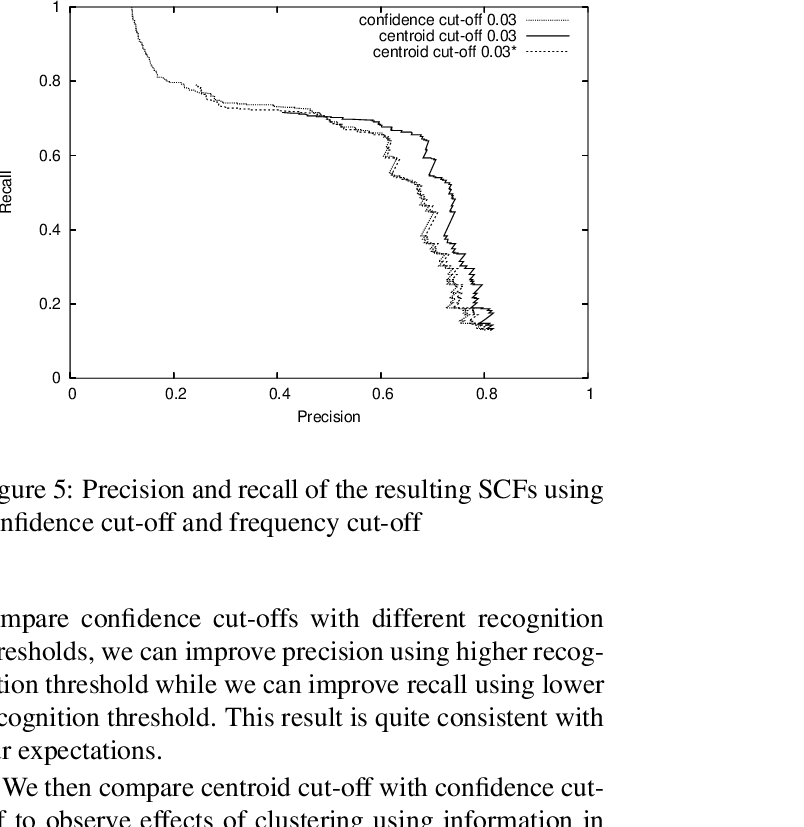 confidence cut-off 0.03
centroid cut-off 0.03
centroid cut-off 0.03*
1
0.8
0.6
0.4
0.2
0
Recall
0 0.2 0.4 0.6 0.8 1
Precision
gure 5: Precision and recall of the resulting SCFs using
nfidence cut-off and frequency cut-off
mpare confidence cut-offs with different recognition
resholds, we can improve precision using higher recog-
tion threshold while we can improve recall using lower
cognition threshold. This result is quite consistent with
r expectations.
We then compare centroid cut-off with confidence cut-
f to observe effects of clustering using information in